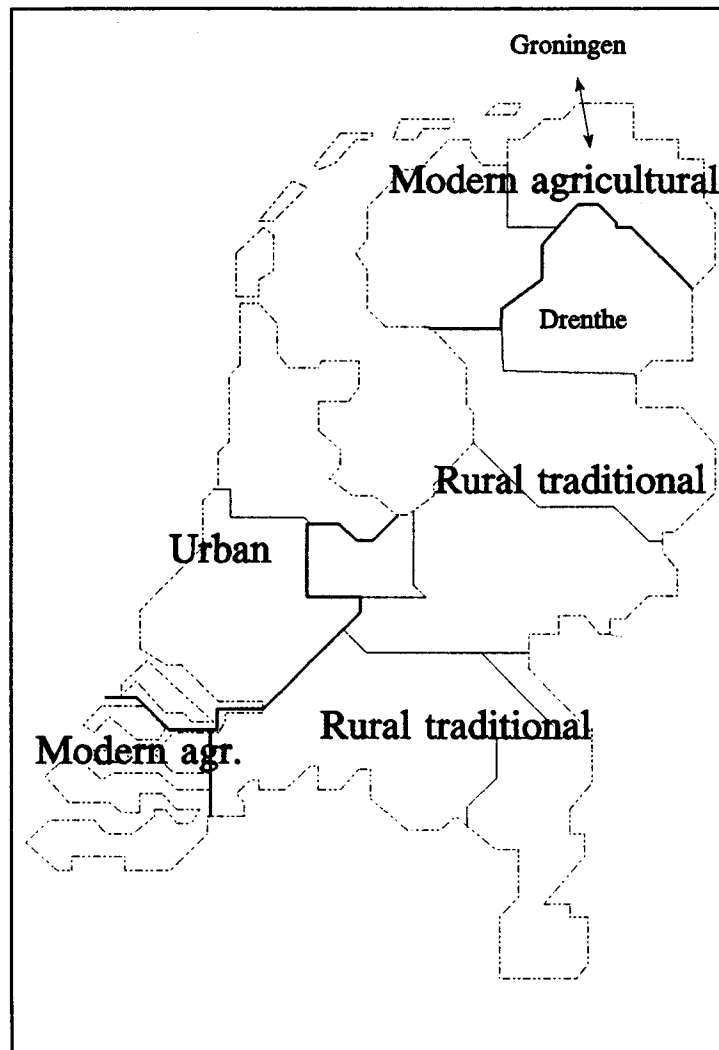 Groningen
Modern agricultural
Drenthe
Rural traditional
Urban
Rural traditional
Modern agr.